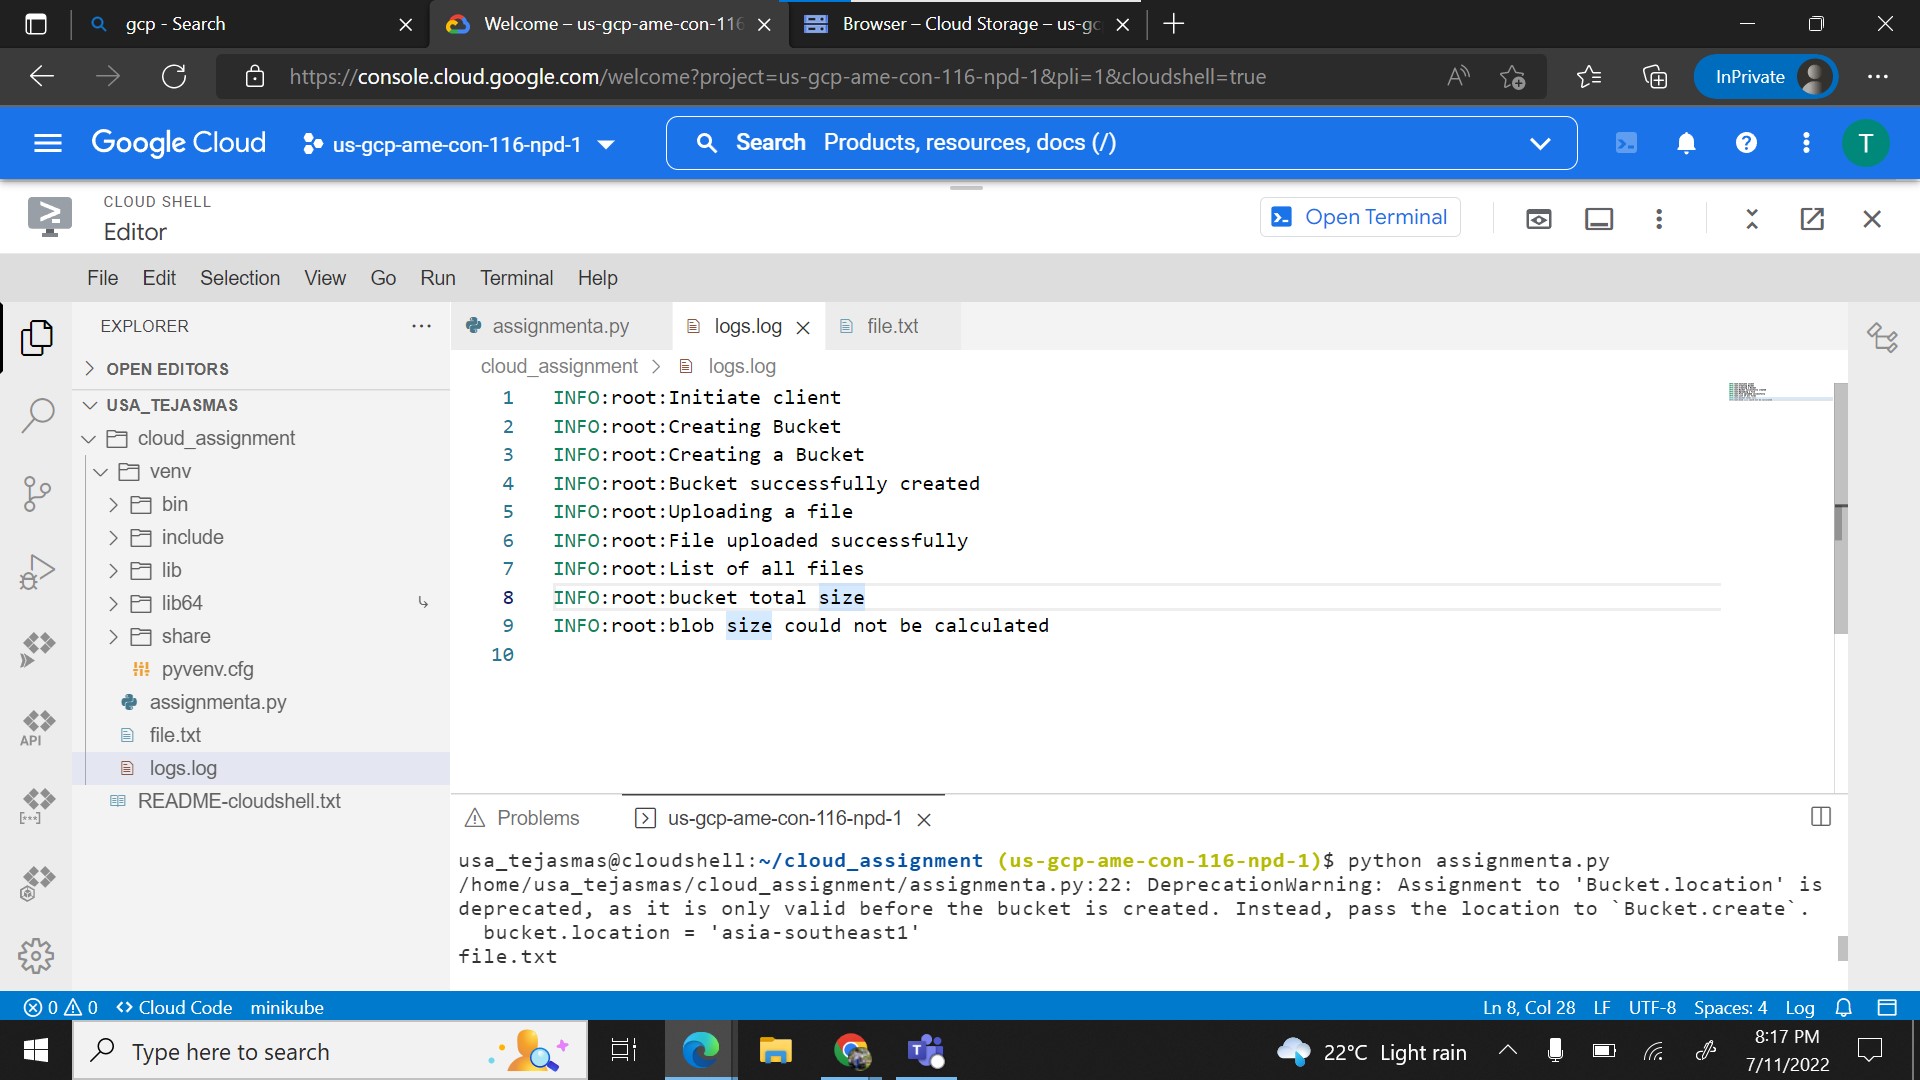 gcp - Search
Welcome – us-gcp-ame-con-116
Browser – Cloud Storage – us-gc
https://console.cloud.google.com/welcome?project=us-gcp-ame-con-116-npd-1&pli=1&cloudshell=true
InPrivate
Google Cloud
us-gcp-ame-con-116-npd-1
Search Products, resources, docs (/)
T
CLOUD SHELL
Editor
Open Terminal
File Edit Selection View Go Run Terminal Help
EXPLORER
OPEN EDITORS
USA_TEJASMAS
cloud_assignment
venv
bin
include
lib
lib64
share
pyvenv.cfg
assignmenta.py
file.txt
logs.log
README-cloudshell.txt
API
assignmenta.py
logs.log
file.txt
cloud_assignment > logs.log
1 INFO:root:Initiate client
2 INFO:root:Creating Bucket
3 INFO:root:Creating a Bucket
4 INFO:root:Bucket successfully created
5 INFO:root:Uploading a file
6 INFO:root:File uploaded successfully
7 INFO:root:List of all files
8 INFO:root:bucket total size
9 INFO:root:blob size could not be calculated
10
Problems
us-gcp-ame-con-116-npd-1
usa_tejasmas@cloudshell:~/cloud_assignment (us-gcp-ame-con-116-npd-1)$ python assignmenta.py
/home/usa_tejasmas/cloud_assignment/assignmenta.py:22: DeprecationWarning: Assignment to 'Bucket.location' is
deprecated, as it is only valid before the bucket is created. Instead, pass the location to `Bucket.create`.
bucket.location = 'asia-southeast1'
file.txt
0 0 Cloud Code minikube
Ln 8, Col 28 LF UTF-8 Spaces: 4 Log
Type here to search
22°C Light rain
8:17 PM
7/11/2022